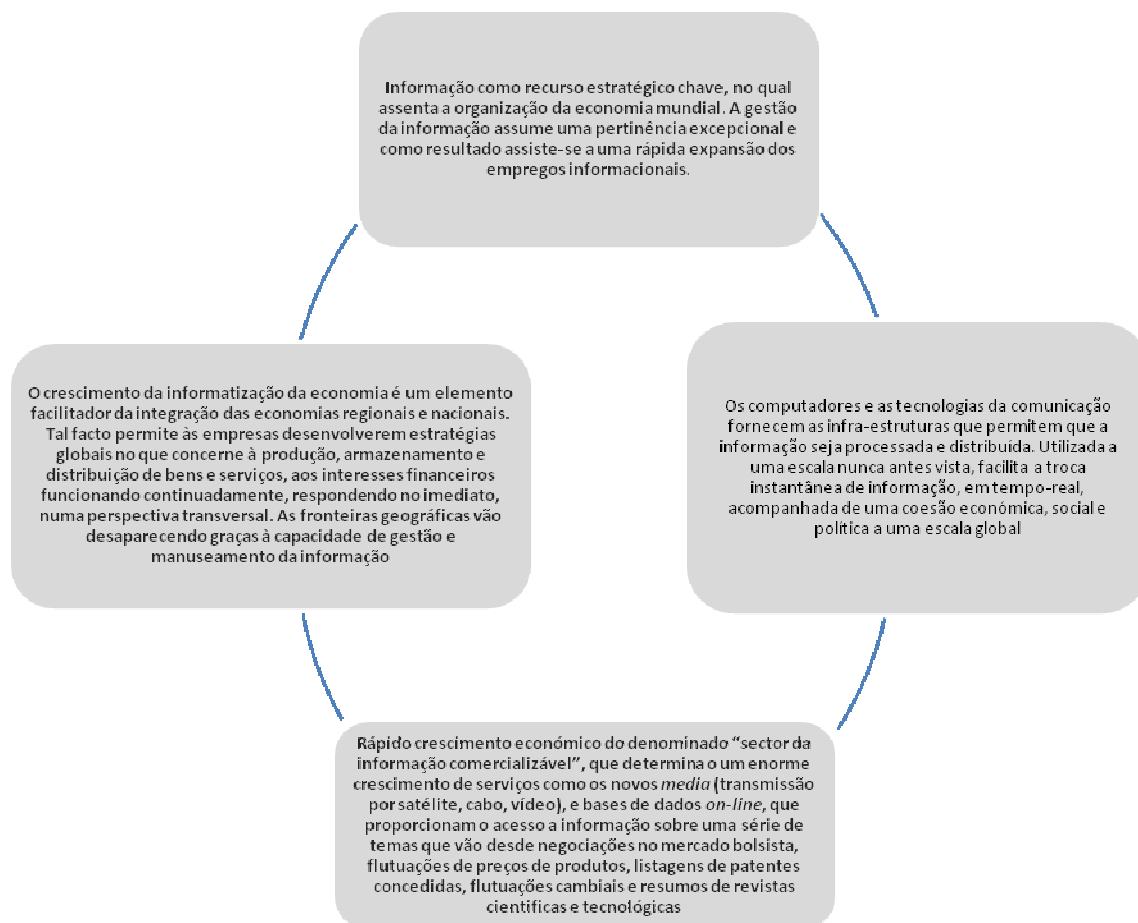 Informação como recurso estratégico chave, no qual
assenta a organização da economia mundial. A gestão
da informação assume uma pertinência excepcional e
como resultado assiste-se a uma rápida expansão dos
empregos informacionais.
Os computadores e as tecnologias da comunicação
fornecem as infra-estruturas que permitem que a
informação seja processada e distribuída. Utilizada a
uma escala nunca antes vista, facilita a troca
instantânea de informação, em tempo-real,
acompanhada de uma coesão económica, social e
política a uma escala global
Rápido crescimento económico do denominado “sector da
informação comercializável”, que determina o um enorme
crescimento de serviços como os novos media (transmissão
por satélite, cabo, vídeo), e bases de dados on-line, que
proporcionam o acesso a informação sobre uma série de
temas que vão desde negociações no mercado bolsista,
flutuações de preços de produtos, listagens de patentes
concedidas, flutuações cambiais e resumos de revistas
cientificas e tecnológicas
O crescimento da informatização da economia é um elemento
facilitador da integração das economias regionais e nacionais.
Tal facto permite às empresas desenvolverem estratégias
globais no que concerne à produção, armazenamento e
distribuição de bens e serviços, aos interesses financeiros
funcionando continuadamente, respondendo no imediato,
numa perspectiva transversal. As fronteiras geográficas vão
desaparecendo graças à capacidade de gestão e
manuseamento da informação